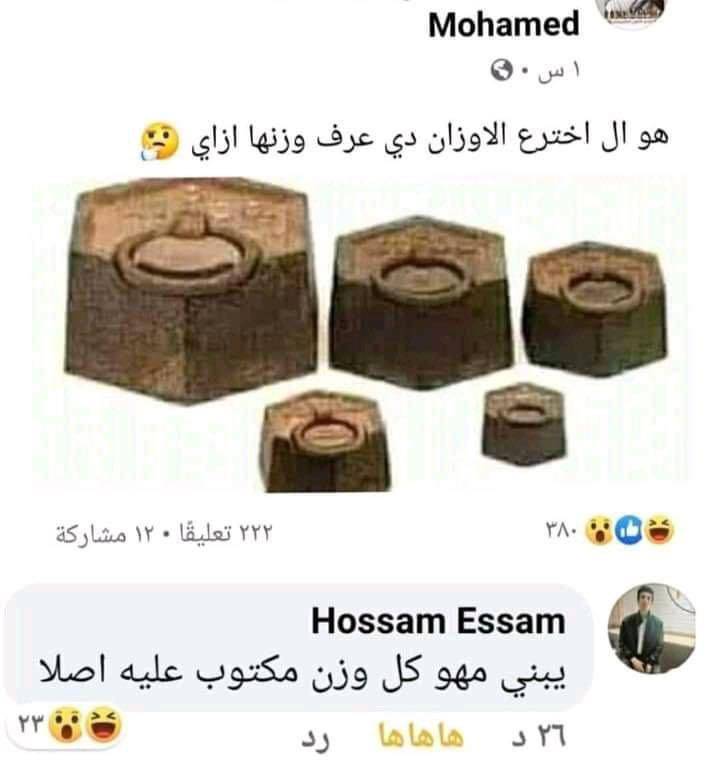 Mohamed
١ س •
هو ال اخترع الاوزان دي عرف وزنها ازاي 🤔
٣٨٠
٢٢٢ تعليقًا • ١٢ مشاركة
Hossam Essam
يبني مهو كل وزن مكتوب عليه اصلا
٢٣
٢٦ د هاهاها رد